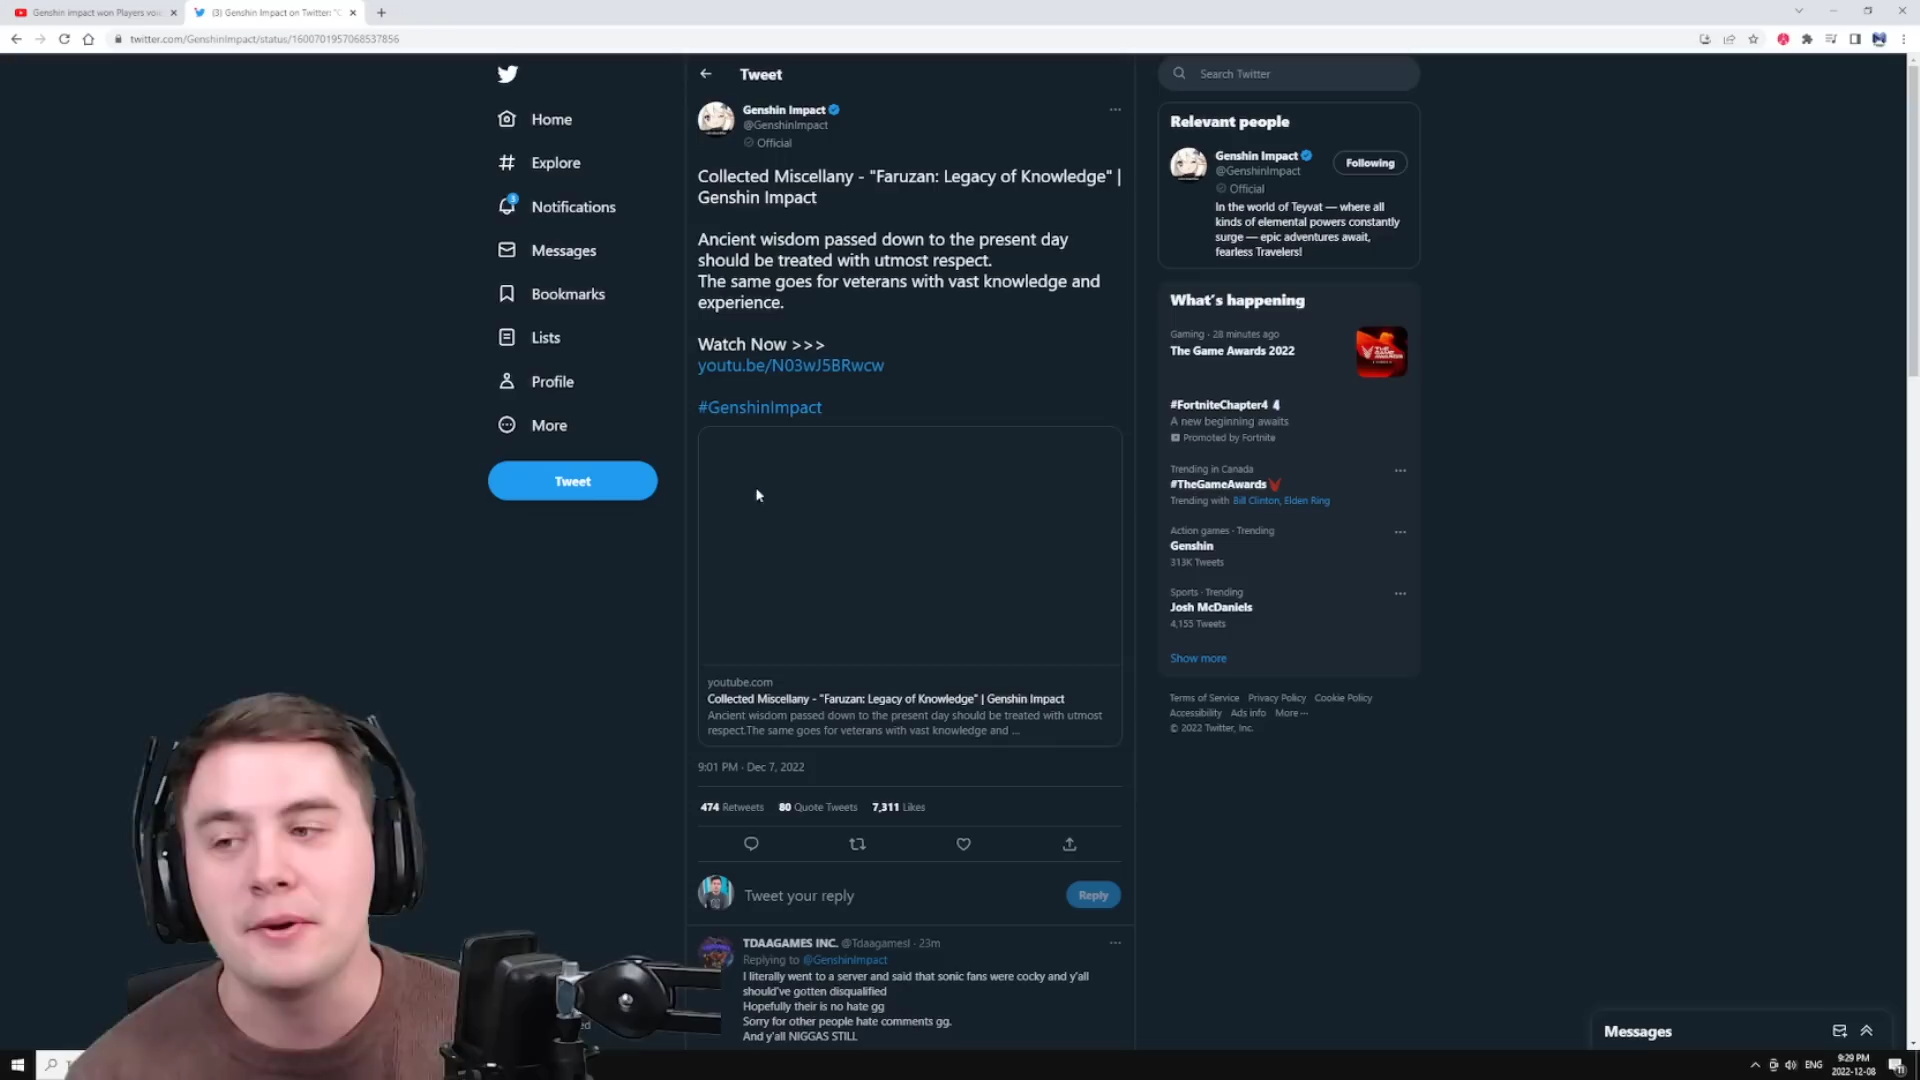 Genshin impact won Players voi
(3) Genshin Impact on Twitter: "C
twitter.com/GenshinImpact/status/1600701957068537856
Home
Explore
3
Notifications
Messages
Bookmarks
Lists
Profile
More
Tweet
Tweet
Genshin Impact
@GenshinImpact
Official
Collected Miscellany - "Faruzan: Legacy of Knowledge" |
Genshin Impact
Ancient wisdom passed down to the present day
should be treated with utmost respect.
The same goes for veterans with vast knowledge and
experience.
Watch Now >>>
youtu.be/N03wJ5BRwcw
#GenshinImpact
youtube.com
Collected Miscellany - "Faruzan: Legacy of Knowledge" | Genshin Impact
Ancient wisdom passed down to the present day should be treated with utmost
respect.The same goes for veterans with vast knowledge and ...
9:01 PM · Dec 7, 2022
474 Retweets 80 Quote Tweets 7,311 Likes
Tweet your reply
Reply
TDAAGAMES INC. @TdaagamesI · 23m
Replying to @GenshinImpact
I literally went to a server and said that sonic fans were cocky and y'all
should've gotten disqualified
Hopefully their is no hate gg
Sorry for other people hate comments gg.
And y'all NIGGAS STILL
Search Twitter
Relevant people
Genshin Impact
@GenshinImpact
Official
Following
In the world of Teyvat — where all
kinds of elemental powers constantly
surge — epic adventures await,
fearless Travelers!
What's happening
Gaming · 28 minutes ago
The Game Awards 2022
THE GAME AWARDS
#FortniteChapter4
A new beginning awaits
Promoted by Fortnite
Trending in Canada
#TheGameAwards
Trending with Bill Clinton, Elden Ring
Action games · Trending
Genshin
313K Tweets
Sports · Trending
Josh McDaniels
4,155 Tweets
Show more
Terms of Service Privacy Policy Cookie Policy
Accessibility Ads info More ···
© 2022 Twitter, Inc.
Messages
ENG
9:29 PM
2022-12-08